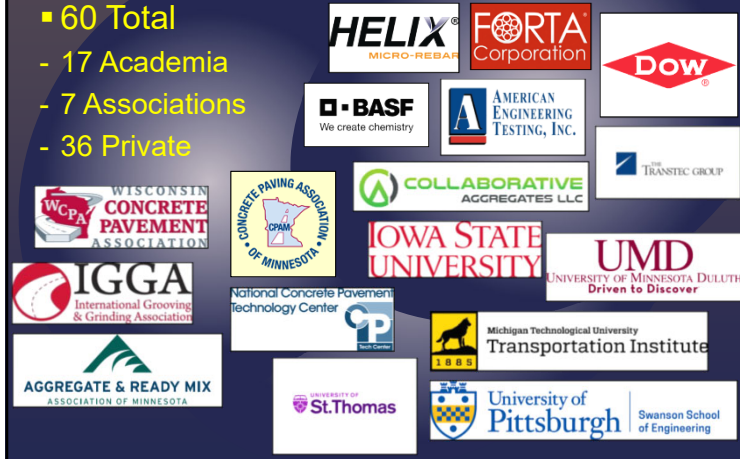 ▪ 60 Total
- 17 Academia
- 7 Associations
- 36 Private
HELIX®
MICRO-REBAR
FORTA®
Corporation
Dow
®
BASF
We create chemistry
A
AMERICAN
ENGINEERING
TESTING, INC.
THE
TRANSTEC GROUP
COLLABORATIVE
AGGREGATES LLC
WCPA
WISCONSIN
CONCRETE
PAVEMENT
ASSOCIATION
CONCRETE PAVING ASSOCIATION
CPAM
• OF MINNESOTA •
IOWA STATE
UNIVERSITY
UMD
UNIVERSITY OF MINNESOTA DULUTH
Driven to Discover
IGGA
International Grooving
& Grinding Association
National Concrete Pavement
Technology Center
CP
Tech Center
Michigan Technological University
Transportation Institute
1885
AGGREGATE & READY MIX
ASSOCIATION OF MINNESOTA
UNIVERSITY OF
St.Thomas
University of
Pittsburgh
Swanson School
of Engineering